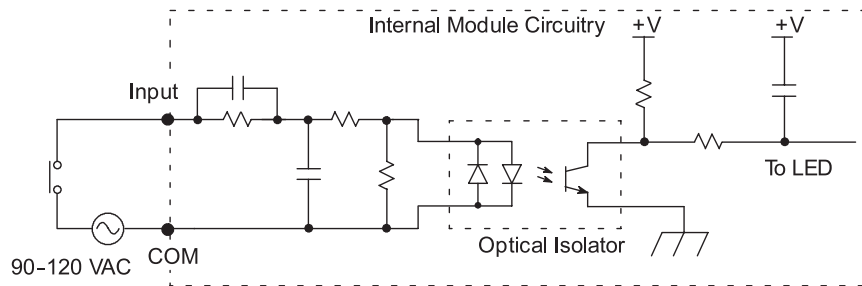 Internal Module Circuitry
+V
+V
Input
To LED
COM
Optical Isolator
90–120 VAC